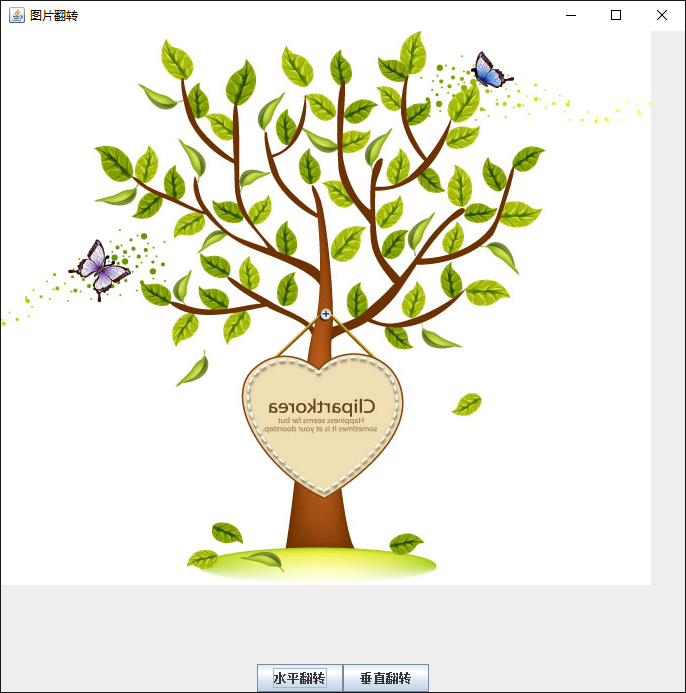 图片翻转
Clipartkorea
Happiness seems far but
sometimes it is at your doorstep.
水平翻转
垂直翻转